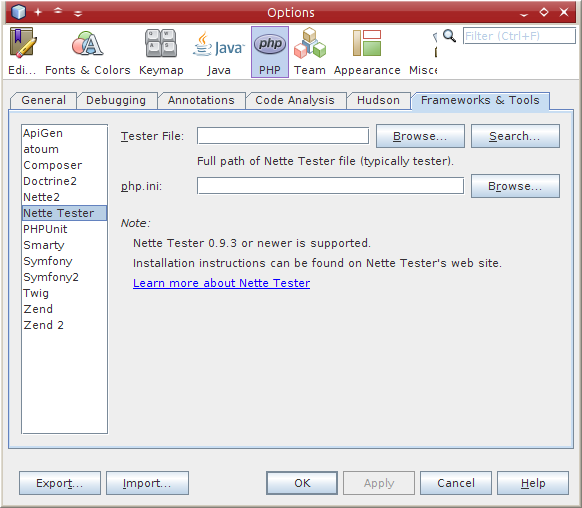 Options
Edi... Fonts & Colors Keymap Java PHP Team Appearance Misce
Java
php
Filter (Ctrl+F)
General Debugging Annotations Code Analysis Hudson Frameworks & Tools
ApiGen
atoum
Composer
Doctrine2
Nette2
Nette Tester
PHPUnit
Smarty
Symfony
Symfony2
Twig
Zend
Zend 2
Tester File: Browse... Search...
Full path of Nette Tester file (typically tester).
php.ini: Browse...
Note:
Nette Tester 0.9.3 or newer is supported.
Installation instructions can be found on Nette Tester's web site.
Learn more about Nette Tester
Export... Import... OK Apply Cancel Help